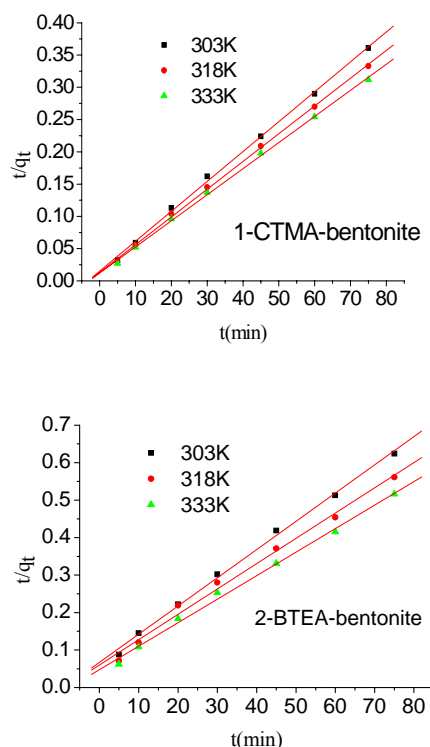 0.40
0.35
0.30
0.25
0.20
0.15
0.10
0.05
0.00
t/qt
303K
318K
333K
1-CTMA-bentonite
0 10 20 30 40 50 60 70 80
t(min)
0.7
0.6
0.5
0.4
0.3
0.2
0.1
0.0
t/qt
303K
318K
333K
2-BTEA-bentonite
0 10 20 30 40 50 60 70 80
t(min)